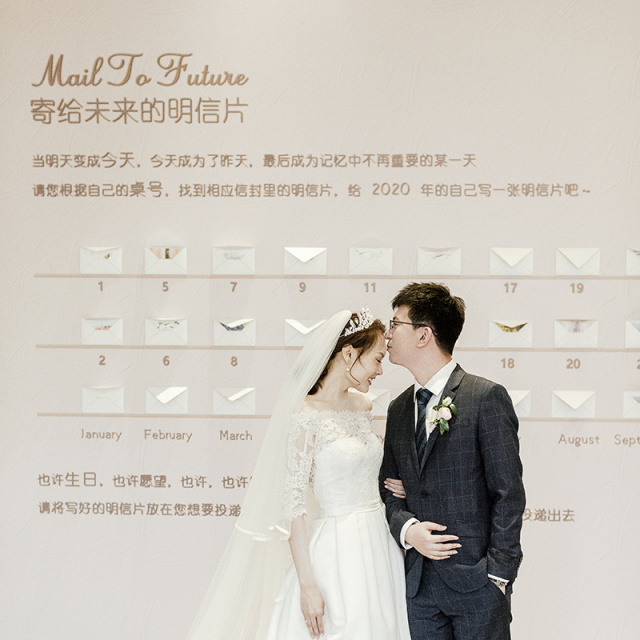 Mail To Future
寄给未来的明信片
当明天变成今天，今天成为了昨天，最后成为记忆中不再重要的某一天
请您根据自己的桌号，找到相应信封里的明信片，给 2020 年的自己写一张明信片吧~
1 5 7 9 11 17 19
2 6 8 18 20
January February March August Sept
也许生日，也许愿望，也许，也许
请将写好的明信片放在您想要投递 投递出去